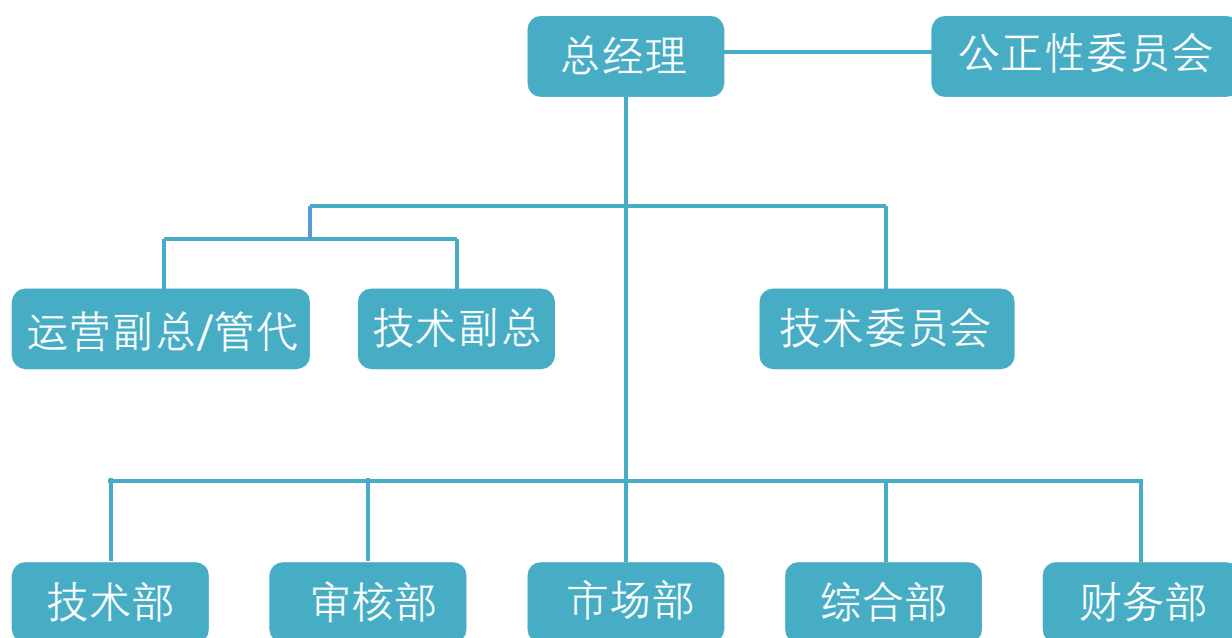 总经理
公正性委员会
运营副总/管代
技术副总
技术委员会
技术部
审核部
市场部
综合部
财务部